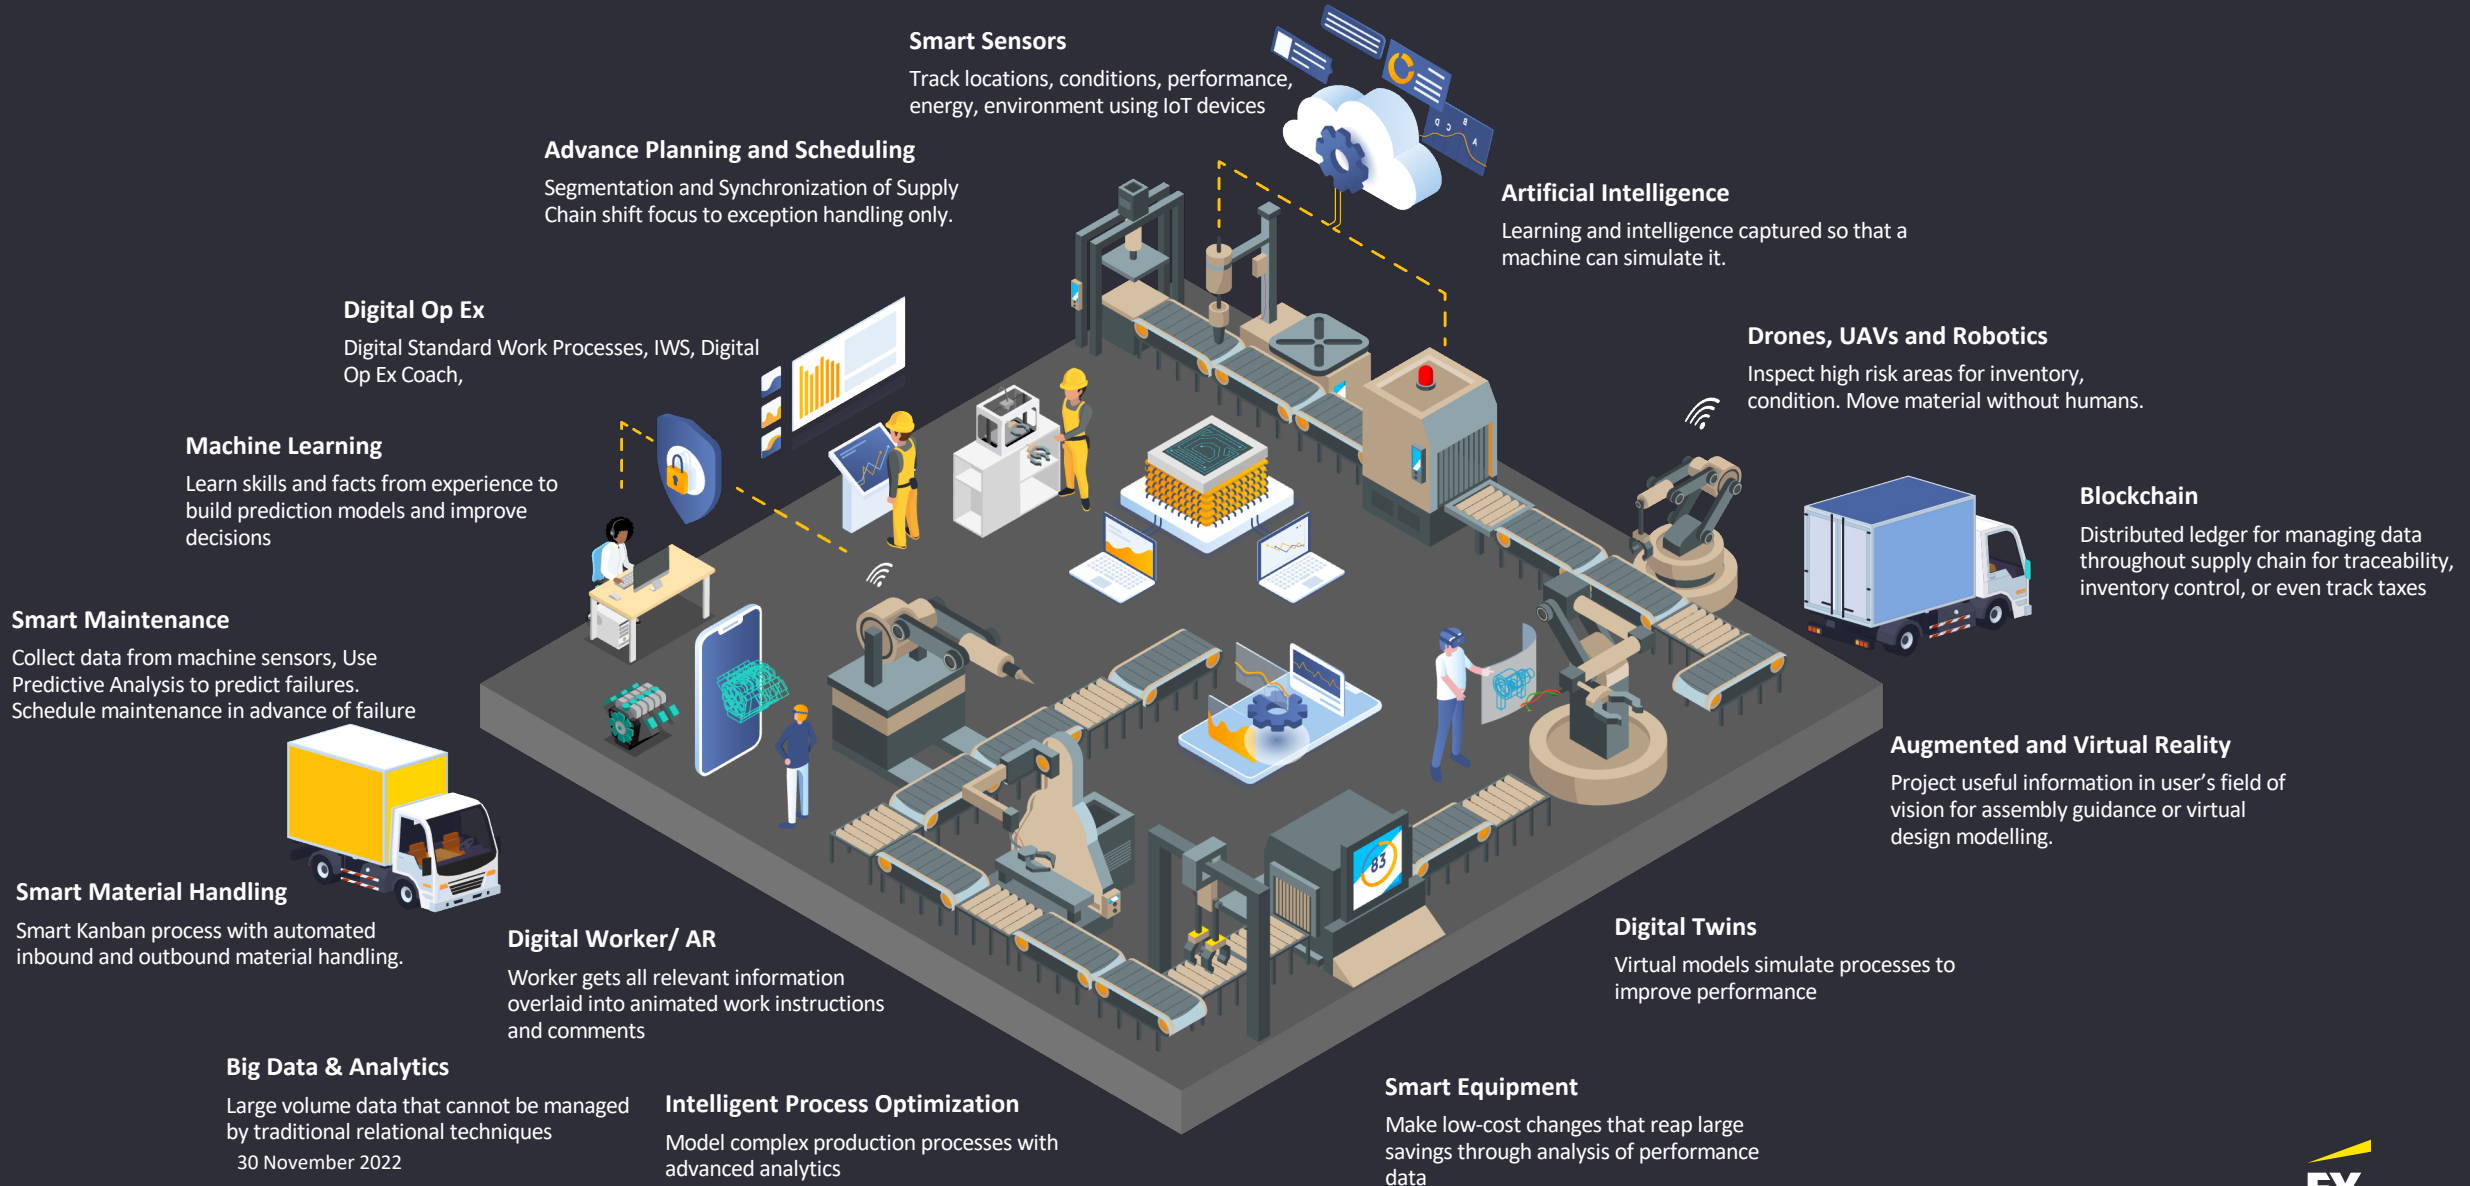 Smart Sensors
Track locations, conditions, performance,
energy, environment using IoT devices
Advance Planning and Scheduling
Segmentation and Synchronization of Supply
Chain shift focus to exception handling only.
Artificial Intelligence
Learning and intelligence captured so that a
machine can simulate it.
Digital Op Ex
Digital Standard Work Processes, IWS, Digital
Op Ex Coach,
Drones, UAVs and Robotics
Inspect high risk areas for inventory,
condition. Move material without humans.
Machine Learning
Learn skills and facts from experience to
build prediction models and improve
decisions
Blockchain
Distributed ledger for managing data
throughout supply chain for traceability,
inventory control, or even track taxes
Smart Maintenance
Collect data from machine sensors, Use
Predictive Analysis to predict failures.
Schedule maintenance in advance of failure
Augmented and Virtual Reality
Project useful information in user's field of
vision for assembly guidance or virtual
design modelling.
Smart Material Handling
Smart Kanban process with automated
inbound and outbound material handling.
Digital Worker/ AR
Worker gets all relevant information
overlaid into animated work instructions
and comments
Digital Twins
Virtual models simulate processes to
improve performance
Big Data & Analytics
Large volume data that cannot be managed
by traditional relational techniques
30 November 2022
Intelligent Process Optimization
Model complex production processes with
advanced analytics
Smart Equipment
Make low-cost changes that reap large
savings through analysis of performance
data
83
A
B
C
D
EY